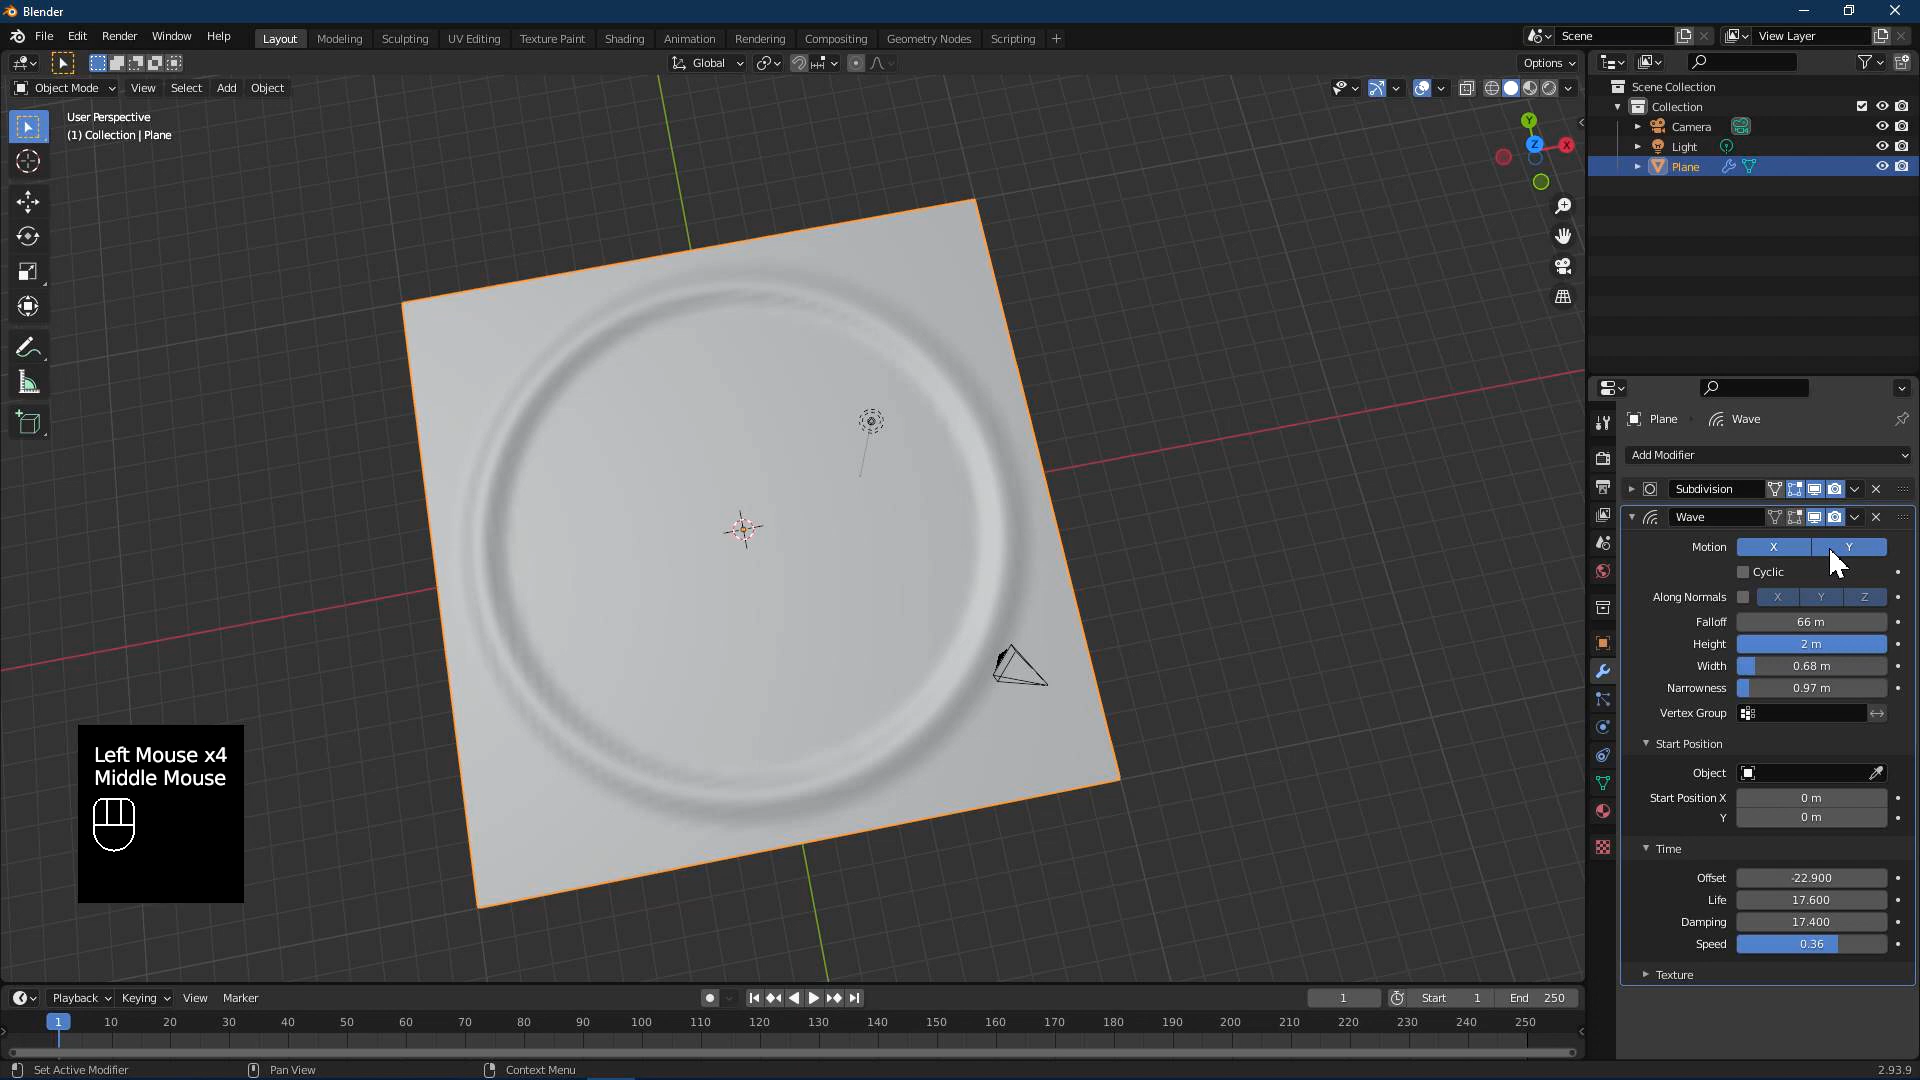 Blender
File Edit Render Window Help
Layout Modeling Sculpting UV Editing Texture Paint Shading Animation Rendering Compositing Geometry Nodes Scripting +
Scene
View Layer
Global
Options
Object Mode View Select Add Object
User Perspective
(1) Collection | Plane
Y
Z
X
Scene Collection
Collection
Camera
Light
Plane
Plane Wave
Add Modifier
Subdivision
Wave
Motion X Y
Cyclic
Along Normals X Y Z
Falloff 66 m
Height 2 m
Width 0.68 m
Narrowness 0.97 m
Vertex Group
Start Position
Object
Start Position X 0 m
Y 0 m
Time
Offset -22.900
Life 17.600
Damping 17.400
Speed 0.36
Texture
Left Mouse x4
Middle Mouse
Playback Keying View Marker
1 Start 1 End 250
1 10 20 30 40 50 60 70 80 90 100 110 120 130 140 150 160 170 180 190 200 210 220 230 240 250
Set Active Modifier Pan View Context Menu 2.93.9